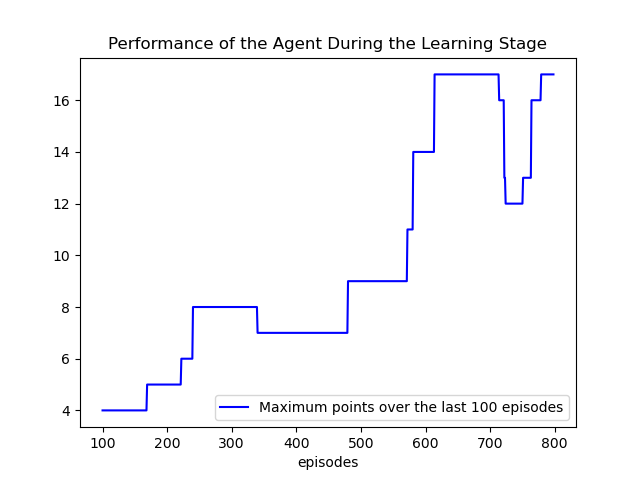 Performance of the Agent During the Learning Stage
16
14
12
10
8
6
4
Maximum points over the last 100 episodes
100 200 300 400 500 600 700 800
episodes